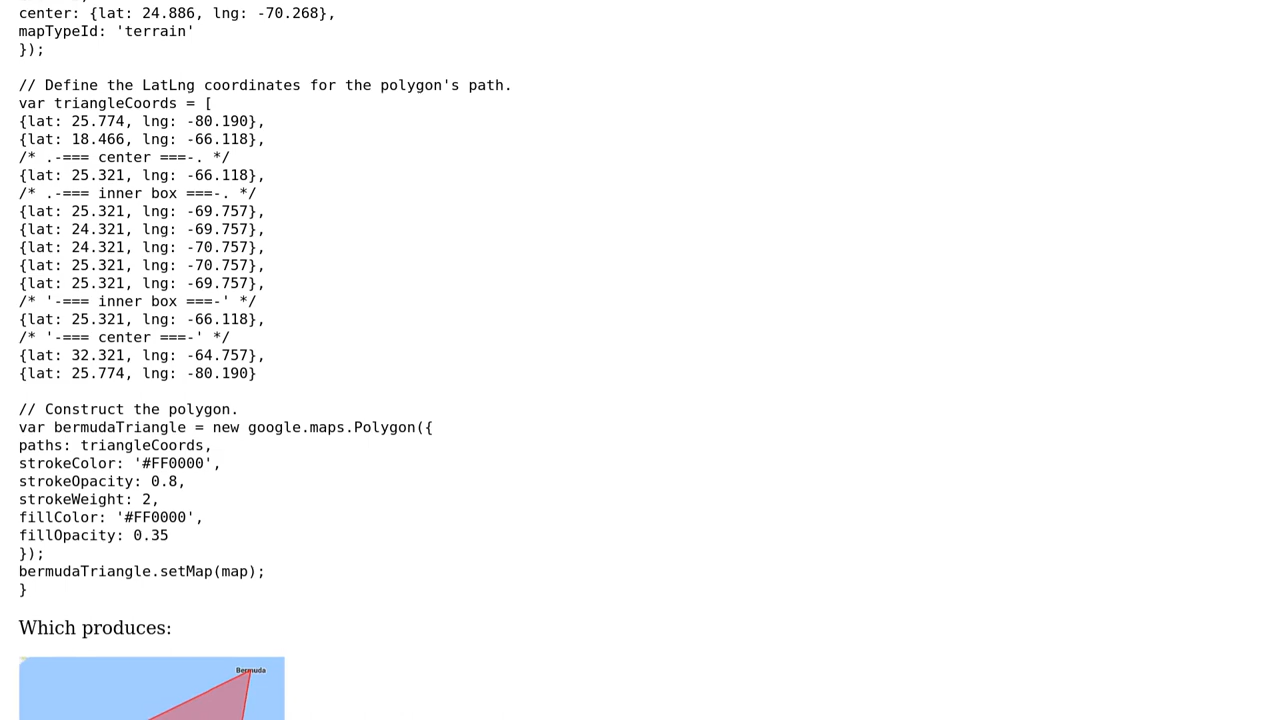 center: {lat: 24.886, lng: -70.268},
mapTypeId: 'terrain'
});
// Define the LatLng coordinates for the polygon's path.
var triangleCoords = [
{lat: 25.774, lng: -80.190},
{lat: 18.466, lng: -66.118},
/* .-=== center ===-. */
{lat: 25.321, lng: -66.118},
/* .-=== inner box ===-. */
{lat: 25.321, lng: -69.757},
{lat: 24.321, lng: -69.757},
{lat: 24.321, lng: -70.757},
{lat: 25.321, lng: -70.757},
{lat: 25.321, lng: -69.757},
/* '-=== inner box ===-' */
{lat: 25.321, lng: -66.118},
/* '-=== center ===-' */
{lat: 32.321, lng: -64.757},
{lat: 25.774, lng: -80.190}
// Construct the polygon.
var bermudaTriangle = new google.maps.Polygon({
paths: triangleCoords,
strokeColor: '#FF0000',
strokeOpacity: 0.8,
strokeWeight: 2,
fillColor: '#FF0000',
fillOpacity: 0.35
});
bermudaTriangle.setMap(map);
}
Which produces:
Bermuda